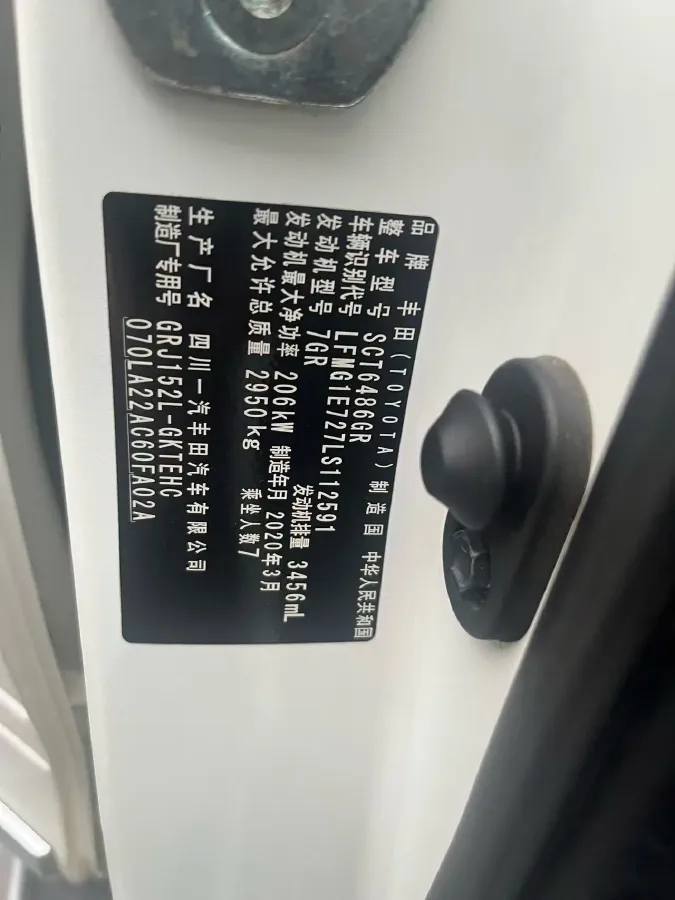 品牌 丰田(TOYOTA) 制造国 中华人民共和国
整车型号 SCT6486GR
车辆识别代号 LFMG1E727LS112591
发动机型号 7GR 发动机排量 3456mL
发动机最大净功率 206kW 制造年月 2020年3月
最大允许总质量 2950kg 乘坐人数7
生产厂名 四川一汽丰田汽车有限公司
制造厂专用号 GRJ152L-GKTEHC
070LA22AC60FA02A